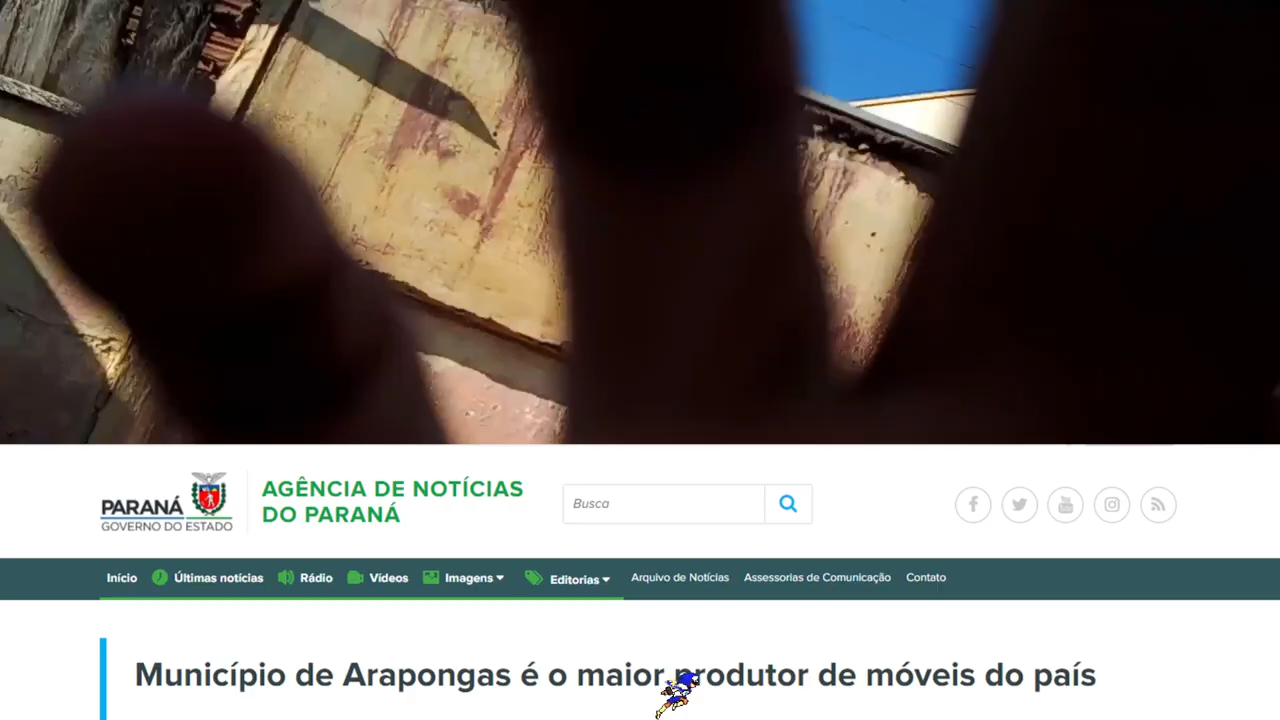 PARANÁ
GOVERNO DO ESTADO
AGÊNCIA DE NOTÍCIAS
DO PARANÁ
Busca
Início Últimas notícias Rádio Vídeos Imagens Editorias Arquivo de Notícias Assessorias de Comunicação Contato
Município de Arapongas é o maior produtor de móveis do país